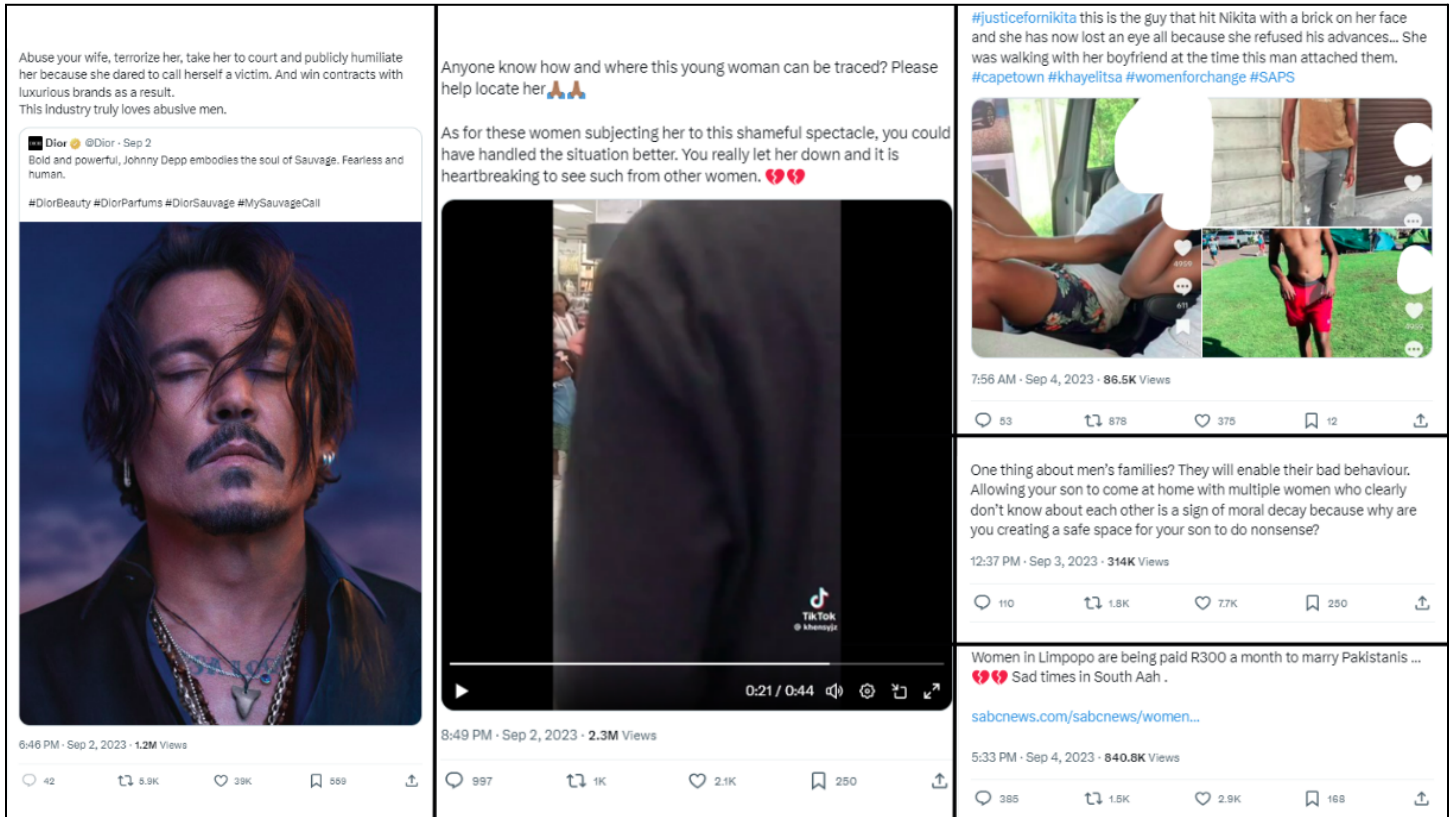 Abuse your wife, terrorize her, take her to court and publicly humiliate
her because she dared to call herself a victim. And win contracts with
luxurious brands as a result.
This industry truly loves abusive men.
Dior @Dior · Sep 2
Bold and powerful, Johnny Depp embodies the soul of Sauvage. Fearless and
human.
#DiorBeauty #DiorParfums #DiorSauvage #MySauvageCall
6:46 PM · Sep 2, 2023 · 1.2M Views
42 5.9K 39K 559
Anyone know how and where this young woman can be traced? Please
help locate her🙏🏾🙏🏾
As for these women subjecting her to this shameful spectacle, you could
have handled the situation better. You really let her down and it is
heartbreaking to see such from other women. 💔💔
TikTok
@khensyjz
0:21 / 0:44
8:49 PM · Sep 2, 2023 · 2.3M Views
997 1K 2.1K 250
#justicefornikita this is the guy that hit Nikita with a brick on her face
and she has now lost an eye all because she refused his advances... She
was walking with her boyfriend at the time this man attached them.
#capetown #khayelitsa #womenforchange #SAPS
4959
611
4959
7:56 AM · Sep 4, 2023 · 86.5K Views
53 878 375 12
One thing about men's families? They will enable their bad behaviour.
Allowing your son to come at home with multiple women who clearly
don't know about each other is a sign of moral decay because why are
you creating a safe space for your son to do nonsense?
12:37 PM · Sep 3, 2023 · 314K Views
110 1.8K 7.7K 250
Women in Limpopo are being paid R300 a month to marry Pakistanis ...
💔💔 Sad times in South Aah .
sabcnews.com/sabcnews/women...
5:33 PM · Sep 4, 2023 · 840.8K Views
385 1.5K 2.9K 168